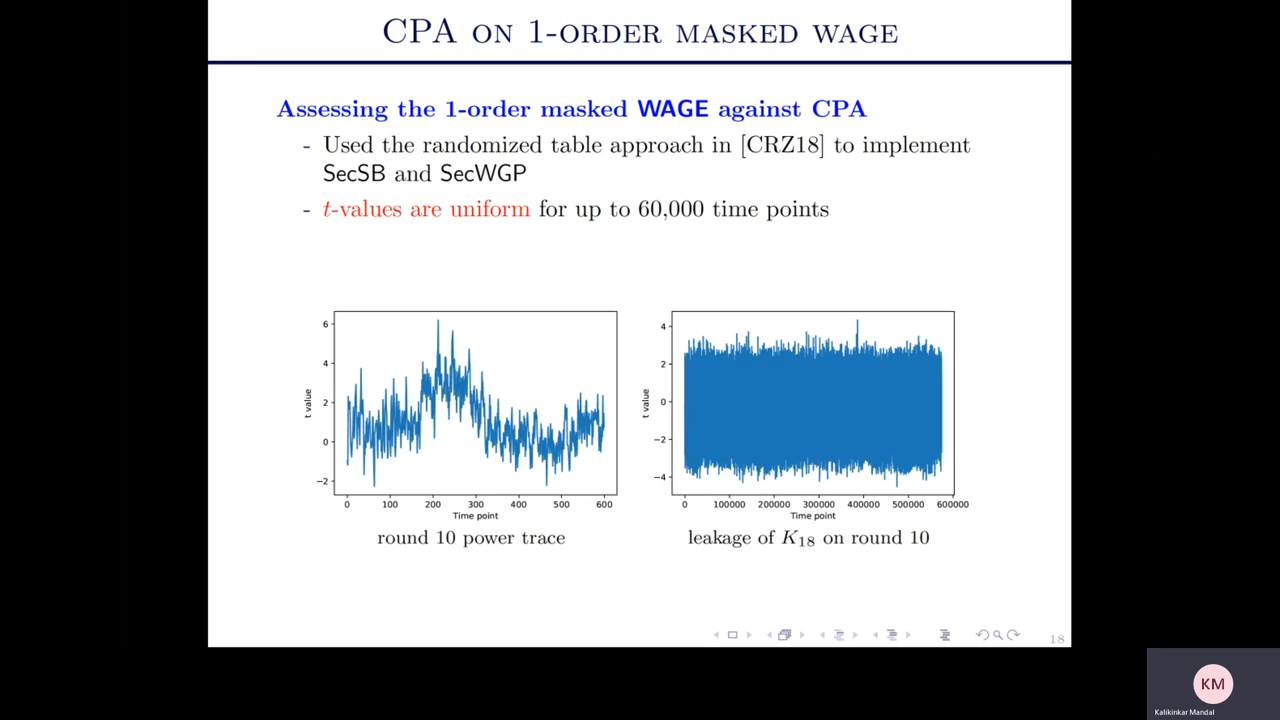 CPA ON 1-ORDER MASKED WAGE
Assessing the 1-order masked WAGE against CPA
- Used the randomized table approach in [CRZ18] to implement
SecSB and SecWGP
- t-values are uniform for up to 60,000 time points
6
4
2
0
−2
t value
0 100 200 300 400 500 600
Time point
round 10 power trace
4
2
0
−2
−4
t value
0 100000 200000 300000 400000 500000 600000
Time point
leakage of K18 on round 10
18
KM
Kalikinkar Mandal